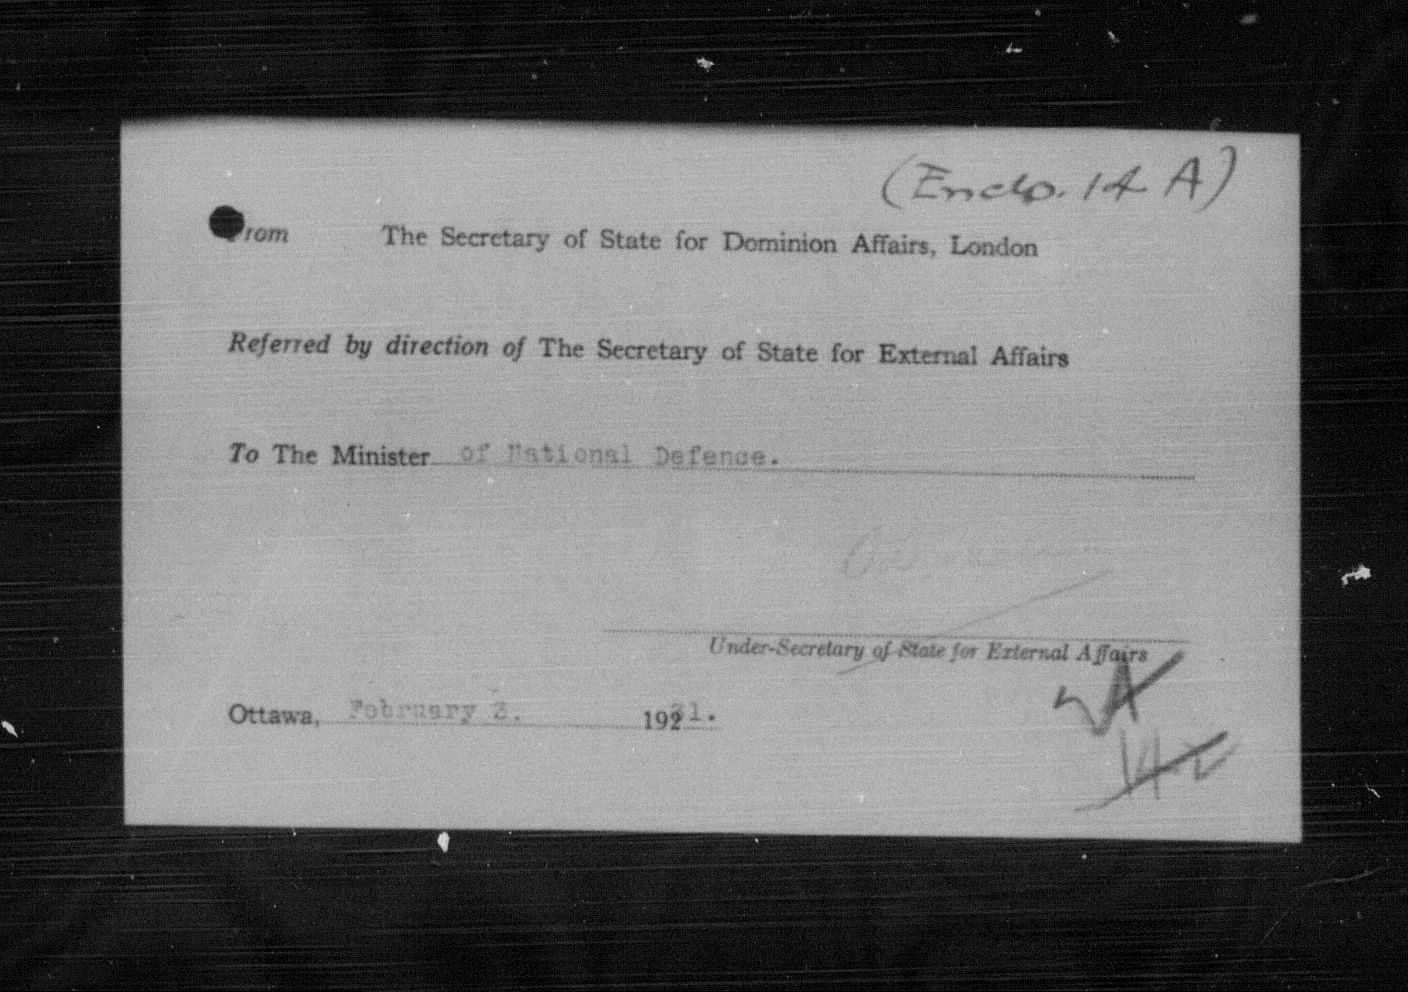 (Enclo. 14 A)
From The Secretary of State for Dominion Affairs, London
Referred by direction of The Secretary of State for External Affairs
To The Minister of National Defence.
Under-Secretary of State for External Affairs
Ottawa, February 3. 1931.